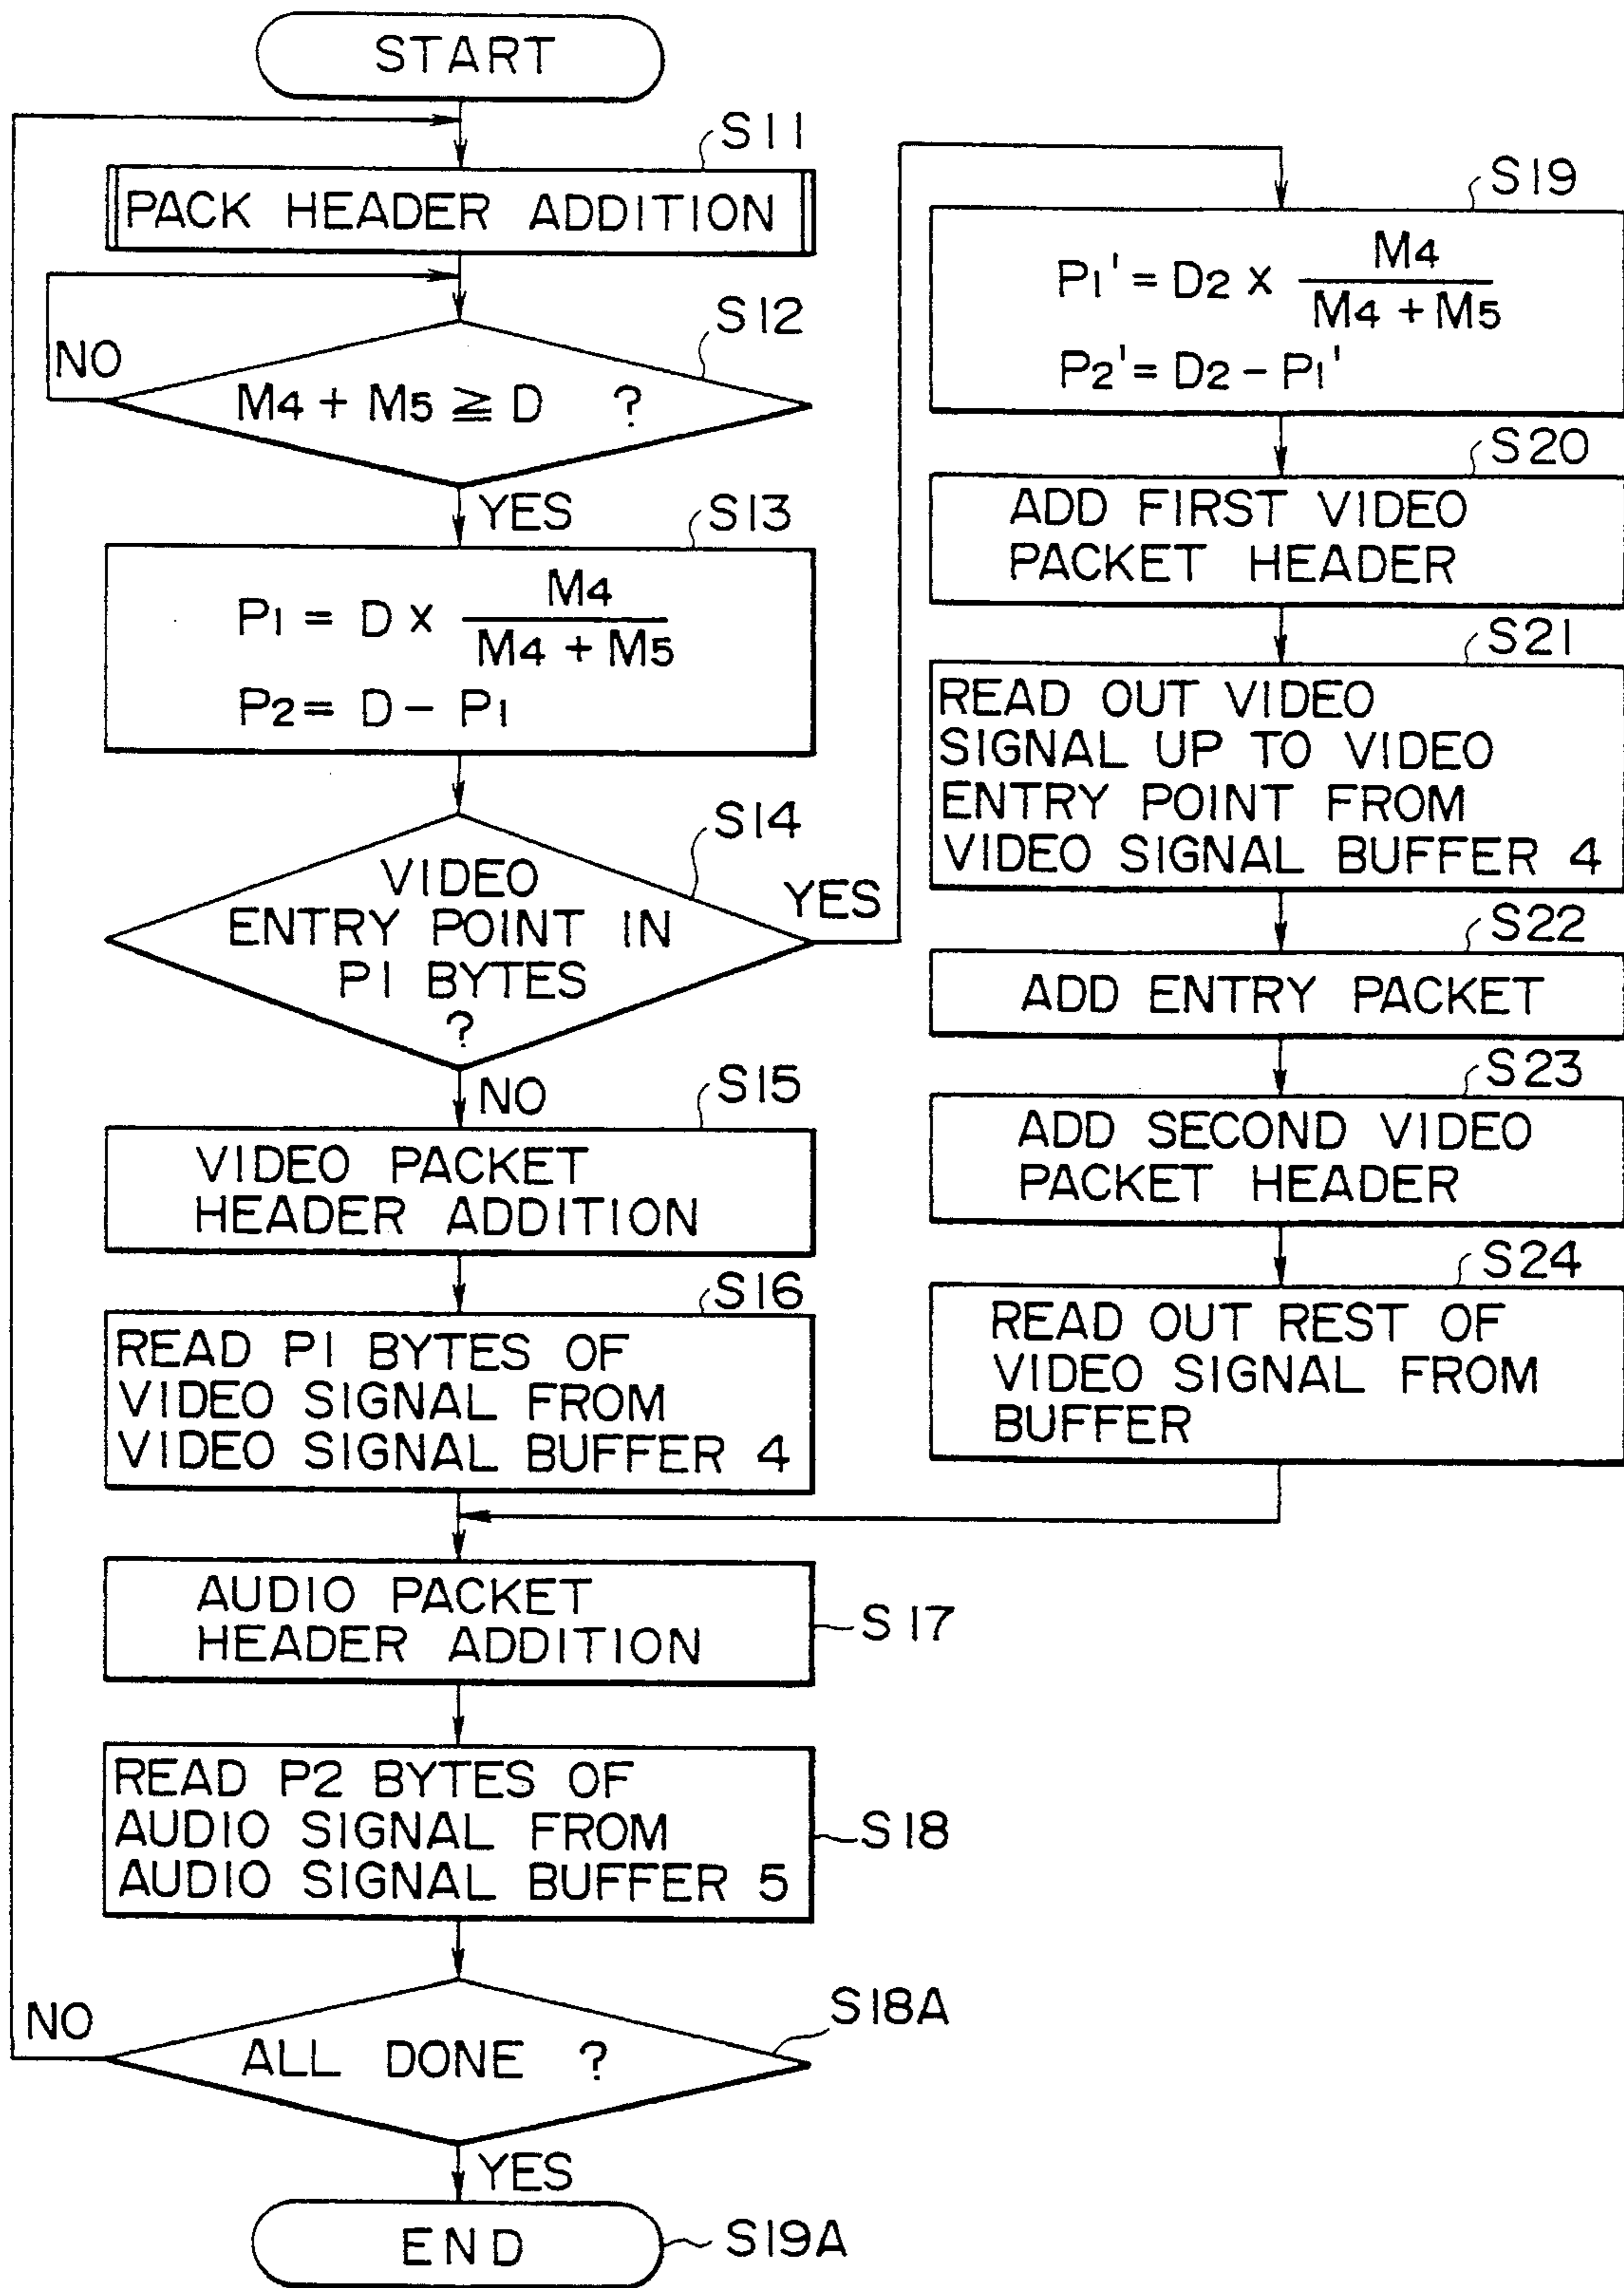 START
S11
PACK HEADER ADDITION
S12
NO
M4 + M5 ≧ D ?
YES
S13
P1 = D x M4 / M4 + M5
P2 = D - P1
S14
VIDEO
ENTRY POINT IN
P1 BYTES
?
YES
NO
S15
VIDEO PACKET
HEADER ADDITION
S16
READ P1 BYTES OF
VIDEO SIGNAL FROM
VIDEO SIGNAL BUFFER 4
AUDIO PACKET
HEADER ADDITION
S17
READ P2 BYTES OF
AUDIO SIGNAL FROM
AUDIO SIGNAL BUFFER 5
S18
S18A
NO
ALL DONE ?
YES
END
S19A
S19
P1' = D2 x M4 / M4 + M5
P2' = D2 - P1'
S20
ADD FIRST VIDEO
PACKET HEADER
S21
READ OUT VIDEO
SIGNAL UP TO VIDEO
ENTRY POINT FROM
VIDEO SIGNAL BUFFER 4
S22
ADD ENTRY PACKET
S23
ADD SECOND VIDEO
PACKET HEADER
S24
READ OUT REST OF
VIDEO SIGNAL FROM
BUFFER